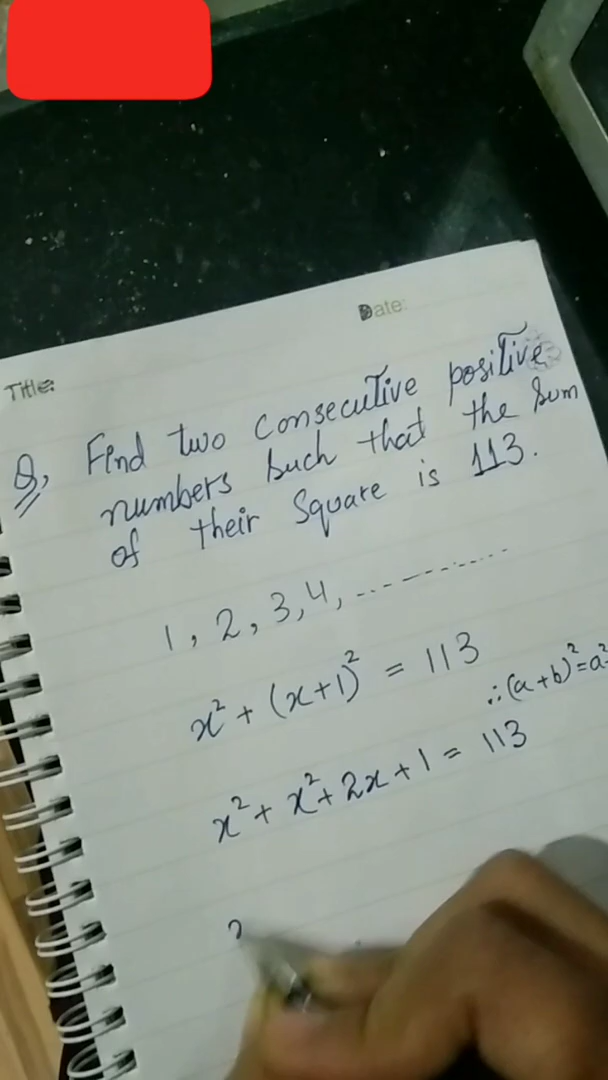 Date:
Title:
Q, Find two consecutive positive
numbers such that the sum
of their square is 113.
1, 2, 3, 4, ..........
x² + (x+1)² = 113
∴ (a+b)² = a²
x² + x² + 2x + 1 = 113
2